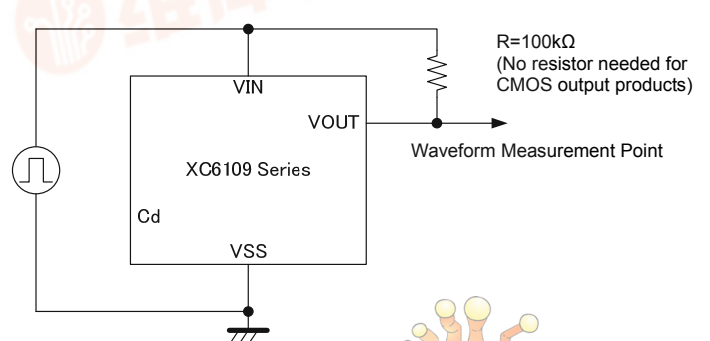 R=100kΩ
(No resistor needed for
CMOS output products)
VIN
VOUT
Waveform Measurement Point
XC6109 Series
Cd
VSS